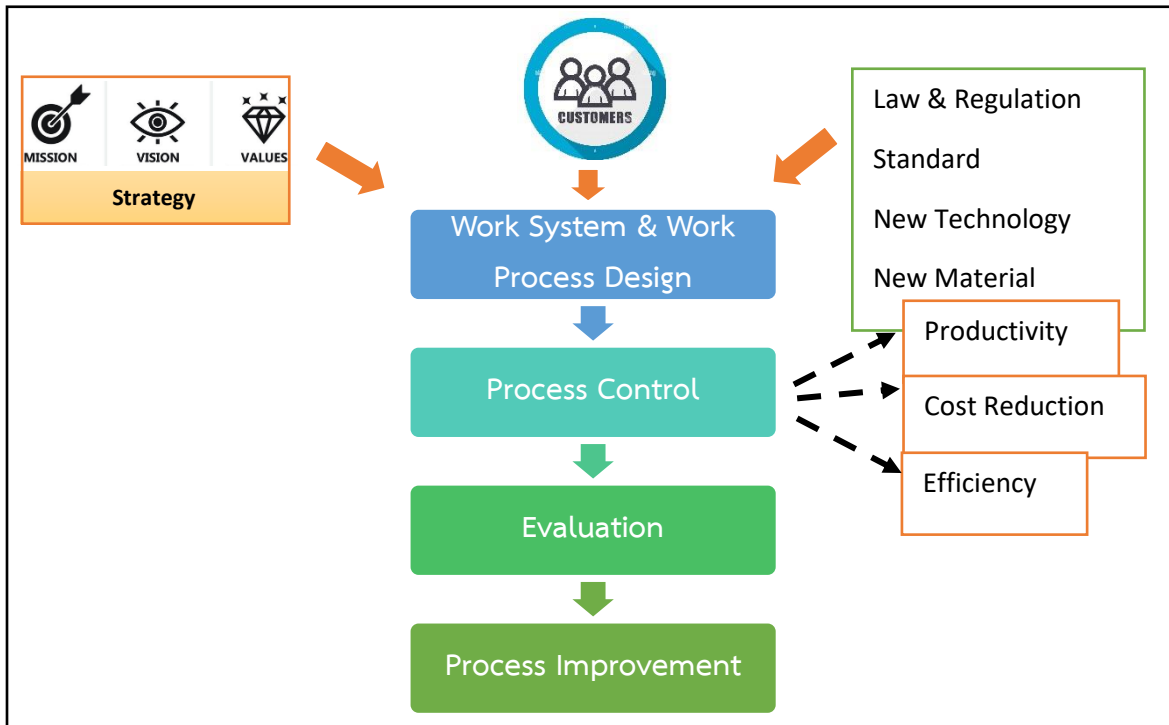 CUSTOMERS
MISSION
VISION
VALUES
Strategy
Law & Regulation
Standard
New Technology
New Material
Work System & Work
Process Design
Productivity
Process Control
Cost Reduction
Efficiency
Evaluation
Process Improvement